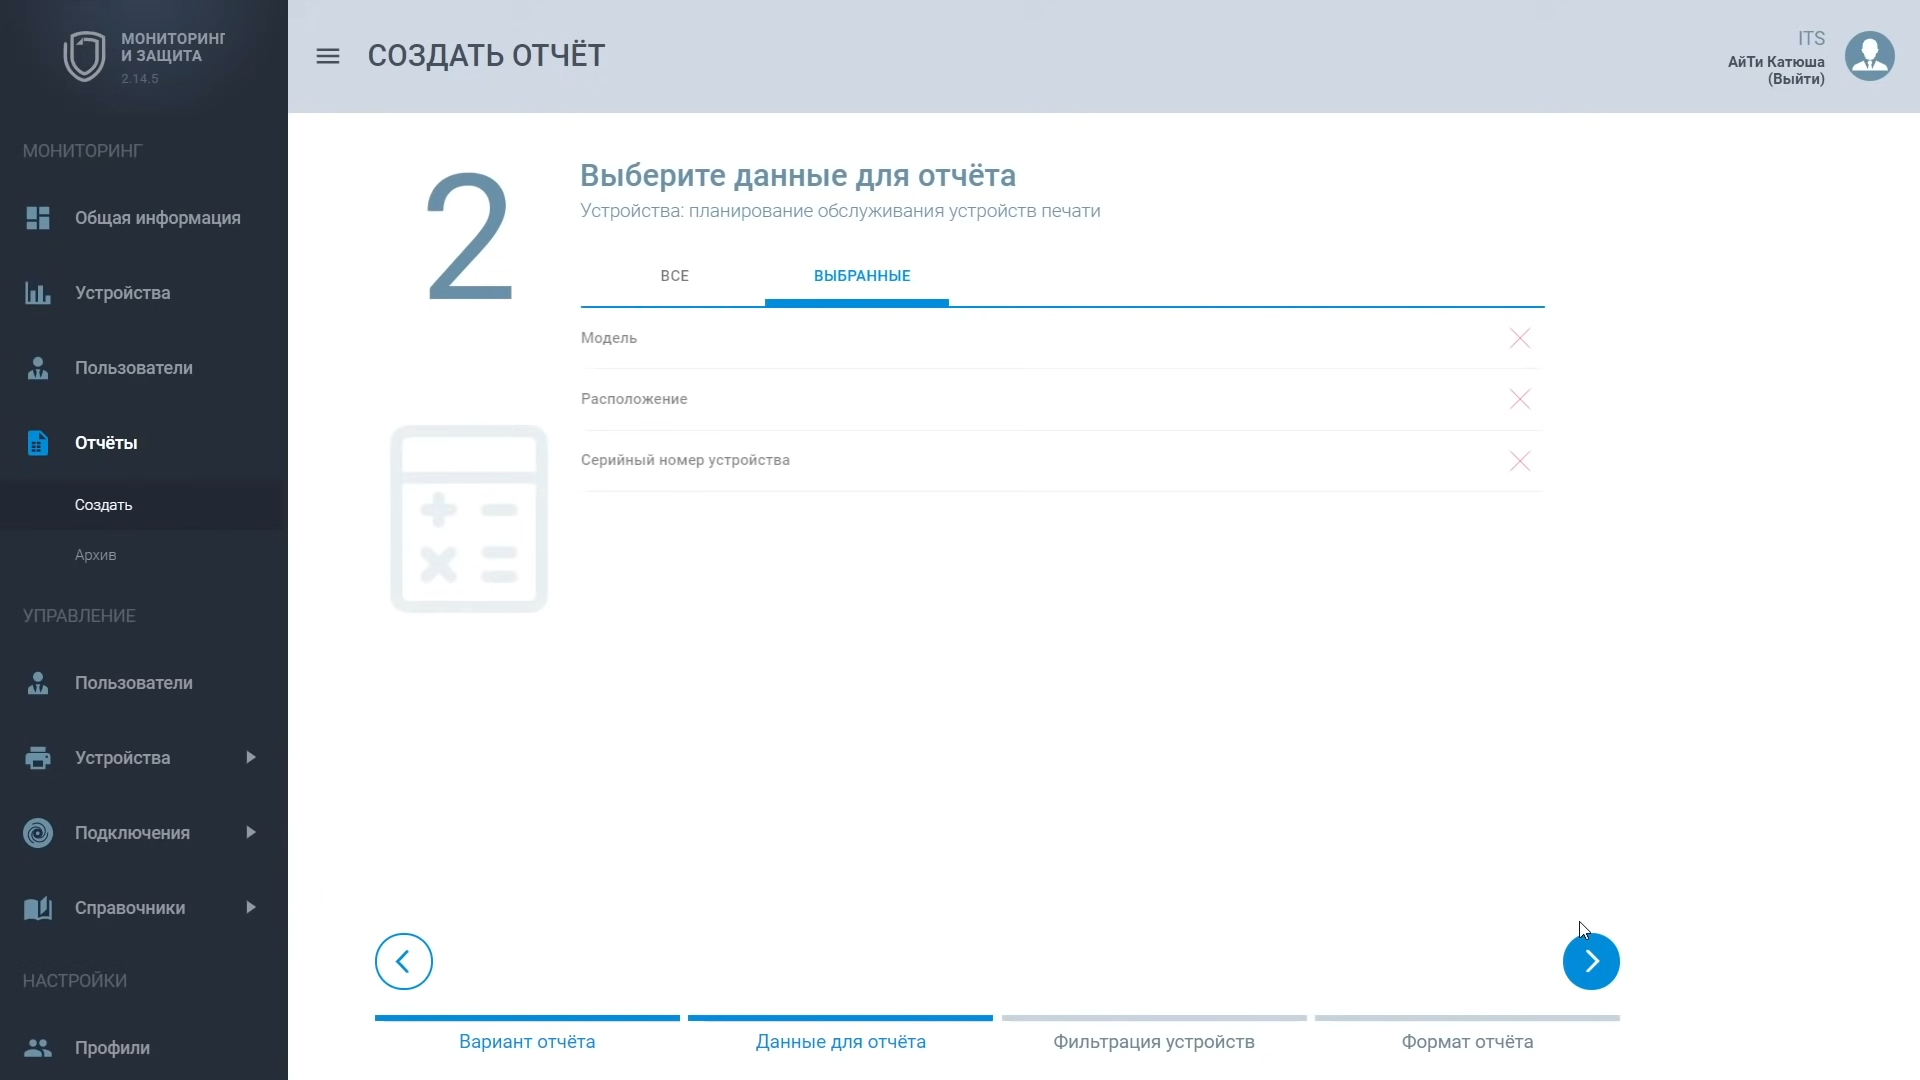 МОНИТОРИНГ
И ЗАЩИТА
2.14.5
МОНИТОРИНГ
Общая информация
Устройства
Пользователи
Отчёты
Создать
Архив
УПРАВЛЕНИЕ
Пользователи
Устройства
Подключения
Справочники
НАСТРОЙКИ
Профили
СОЗДАТЬ ОТЧЁТ
ITS
АйТи Катюша
(Выйти)
2
Выберите данные для отчёта
Устройства: планирование обслуживания устройств печати
ВСЕ
ВЫБРАННЫЕ
Модель
Расположение
Серийный номер устройства
Вариант отчёта
Данные для отчёта
Фильтрация устройств
Формат отчёта